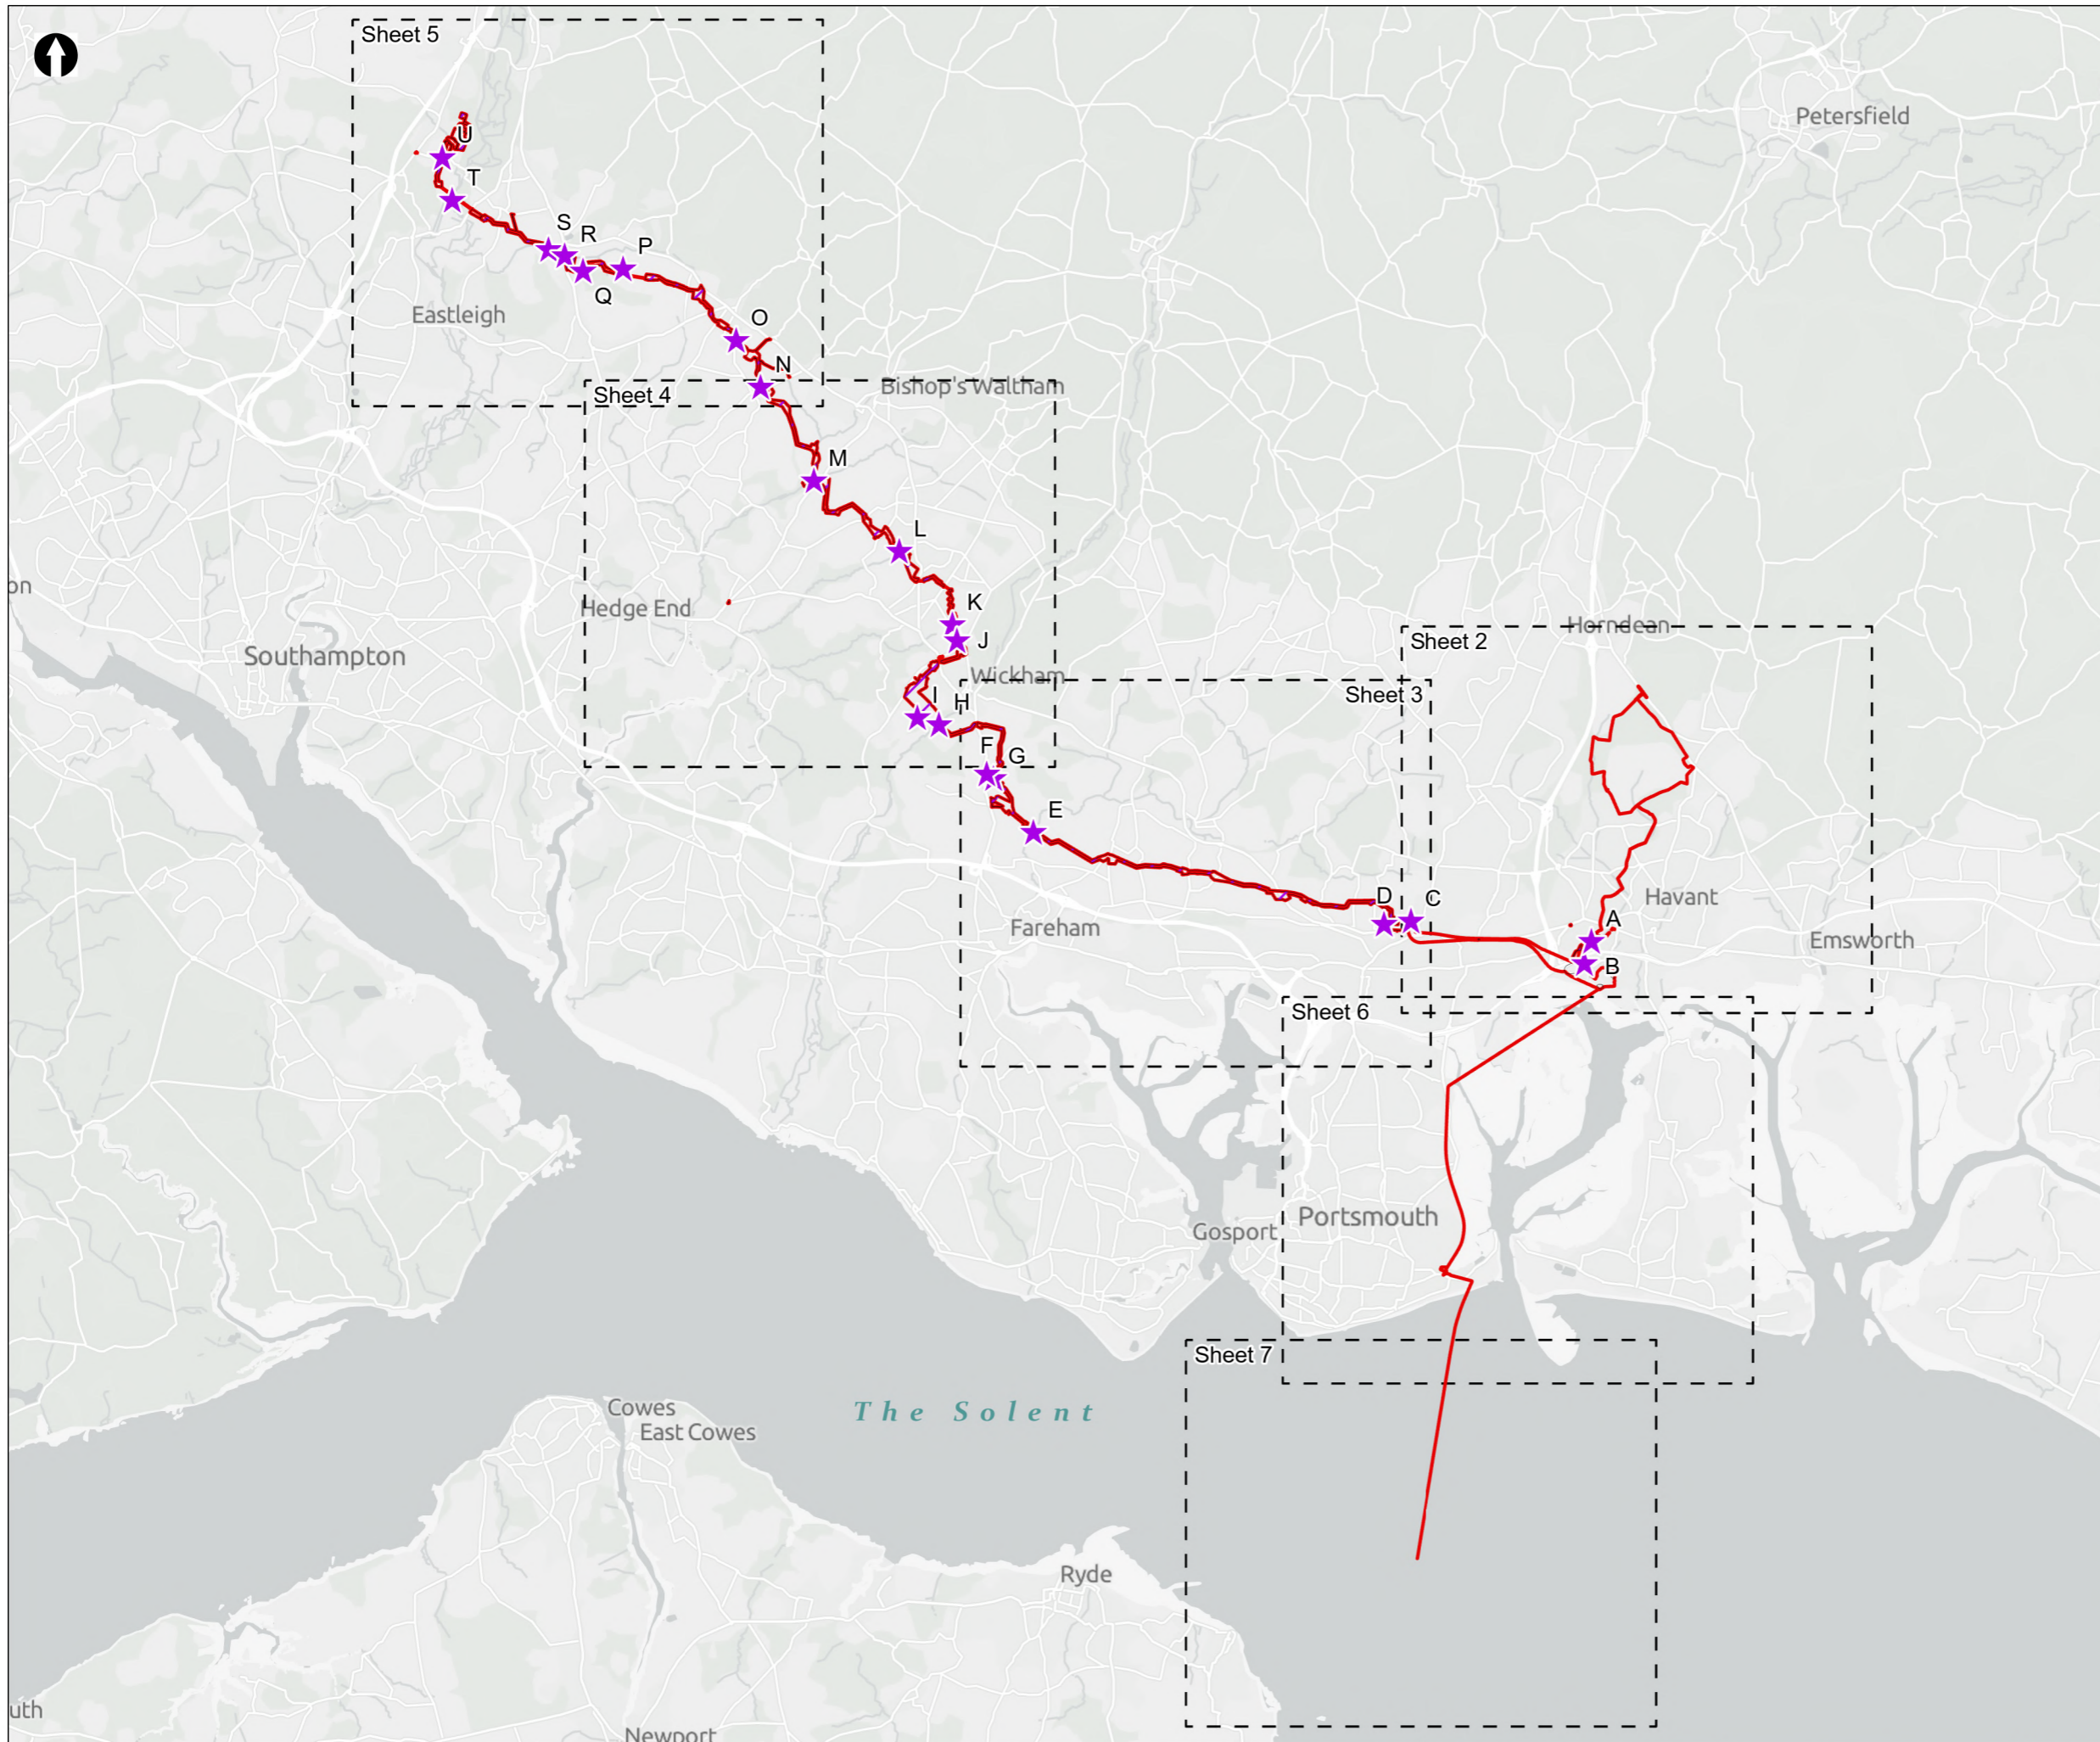 Sheet 5
Petersfield
U
T
S
R
P
Q
Eastleigh
O
N
Bishop's Waltham
Sheet 4
M
L
on
K
Hedge End
Horndean
J
Sheet 2
Southampton
Wickham
I
Sheet 3
H
F
G
E
D
C
Havant
A
Fareham
Emsworth
B
Sheet 6
Portsmouth
Gosport
Sheet 7
Cowes
The Solent
East Cowes
Ryde
uth
Newport